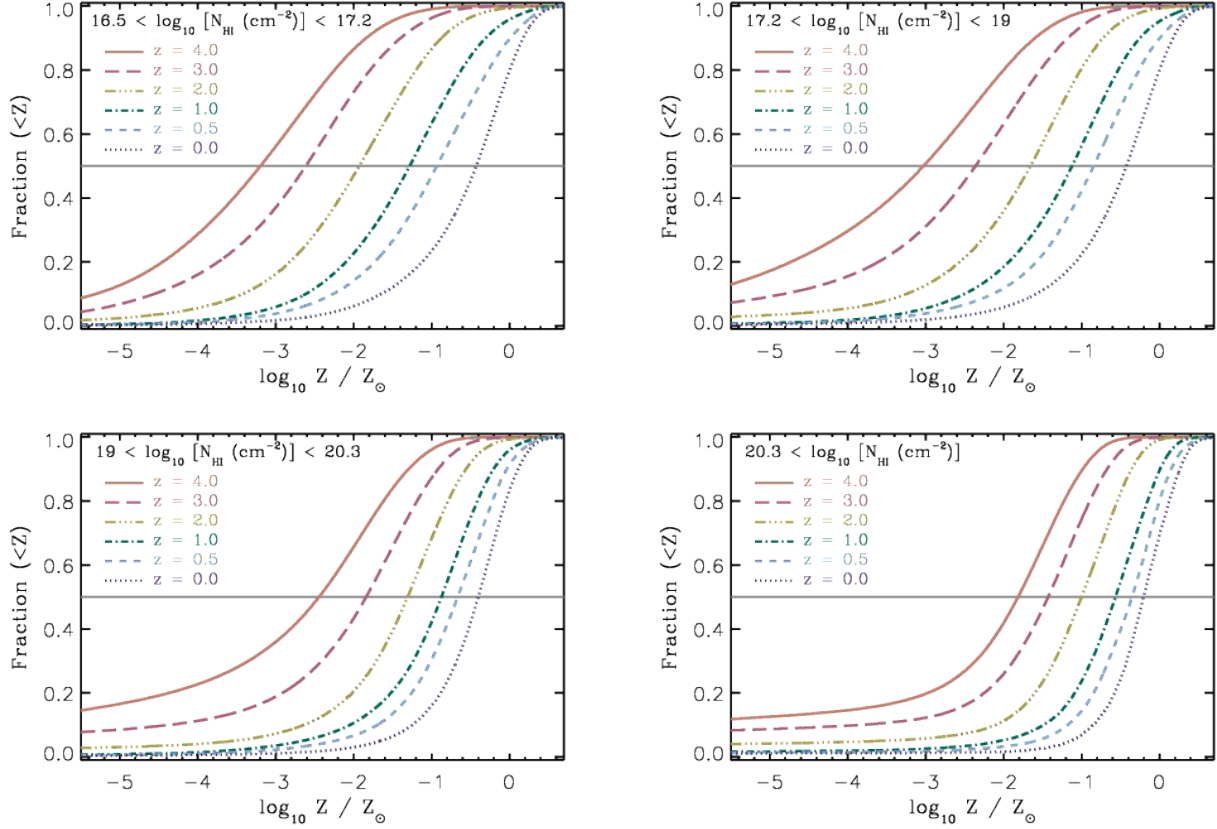 16.5 < log₁₀ [N_HI (cm⁻²)] < 17.2
z = 4.0
z = 3.0
z = 2.0
z = 1.0
z = 0.5
z = 0.0
Fraction (<Z)
1.0
0.8
0.6
0.4
0.2
0.0
−5
−4
−3
−2
−1
0
log₁₀ Z / Z⊙
17.2 < log₁₀ [N_HI (cm⁻²)] < 19
z = 4.0
z = 3.0
z = 2.0
z = 1.0
z = 0.5
z = 0.0
Fraction (<Z)
1.0
0.8
0.6
0.4
0.2
0.0
−5
−4
−3
−2
−1
0
log₁₀ Z / Z⊙
19 < log₁₀ [N_HI (cm⁻²)] < 20.3
z = 4.0
z = 3.0
z = 2.0
z = 1.0
z = 0.5
z = 0.0
Fraction (<Z)
1.0
0.8
0.6
0.4
0.2
0.0
−5
−4
−3
−2
−1
0
log₁₀ Z / Z⊙
20.3 < log₁₀ [N_HI (cm⁻²)]
z = 4.0
z = 3.0
z = 2.0
z = 1.0
z = 0.5
z = 0.0
Fraction (<Z)
1.0
0.8
0.6
0.4
0.2
0.0
−5
−4
−3
−2
−1
0
log₁₀ Z / Z⊙